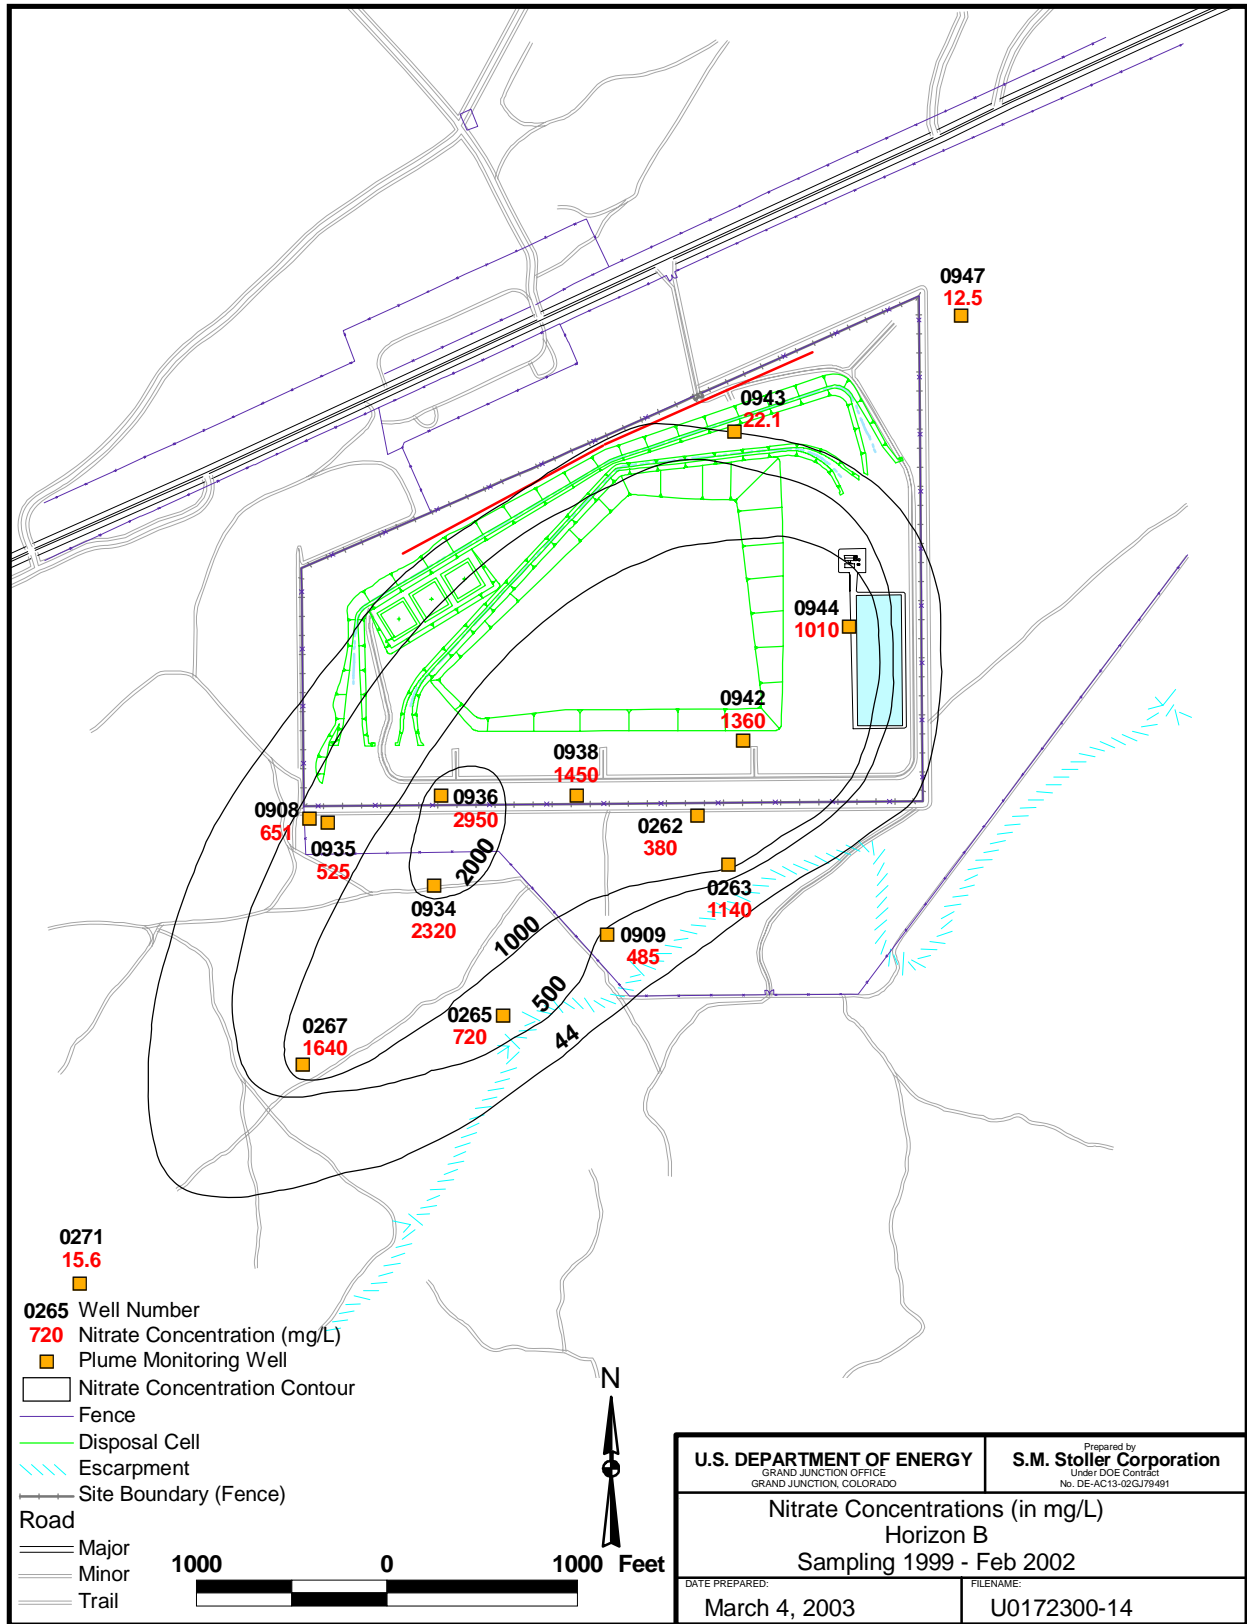 0947
12.5
0943
22.1
0944
1010
0942
1360
0938
1450
0936
2950
0908
651
0935
525
0262
380
2000
0934
2320
0263
1140
1000
0909
485
500
0265
720
44
0267
1640
0271
15.6
0265 Well Number
720 Nitrate Concentration (mg/L)
Plume Monitoring Well
Nitrate Concentration Contour
Fence
Disposal Cell
Escarpment
Site Boundary (Fence)
Road
Major
Minor
Trail
N
1000 0 1000 Feet
U.S. DEPARTMENT OF ENERGY
GRAND JUNCTION OFFICE
GRAND JUNCTION, COLORADO
Prepared by
S.M. Stoller Corporation
Under DOE Contract
No. DE-AC13-02GJ79491
Nitrate Concentrations (in mg/L)
Horizon B
Sampling 1999 - Feb 2002
DATE PREPARED:
March 4, 2003
FILENAME:
U0172300-14